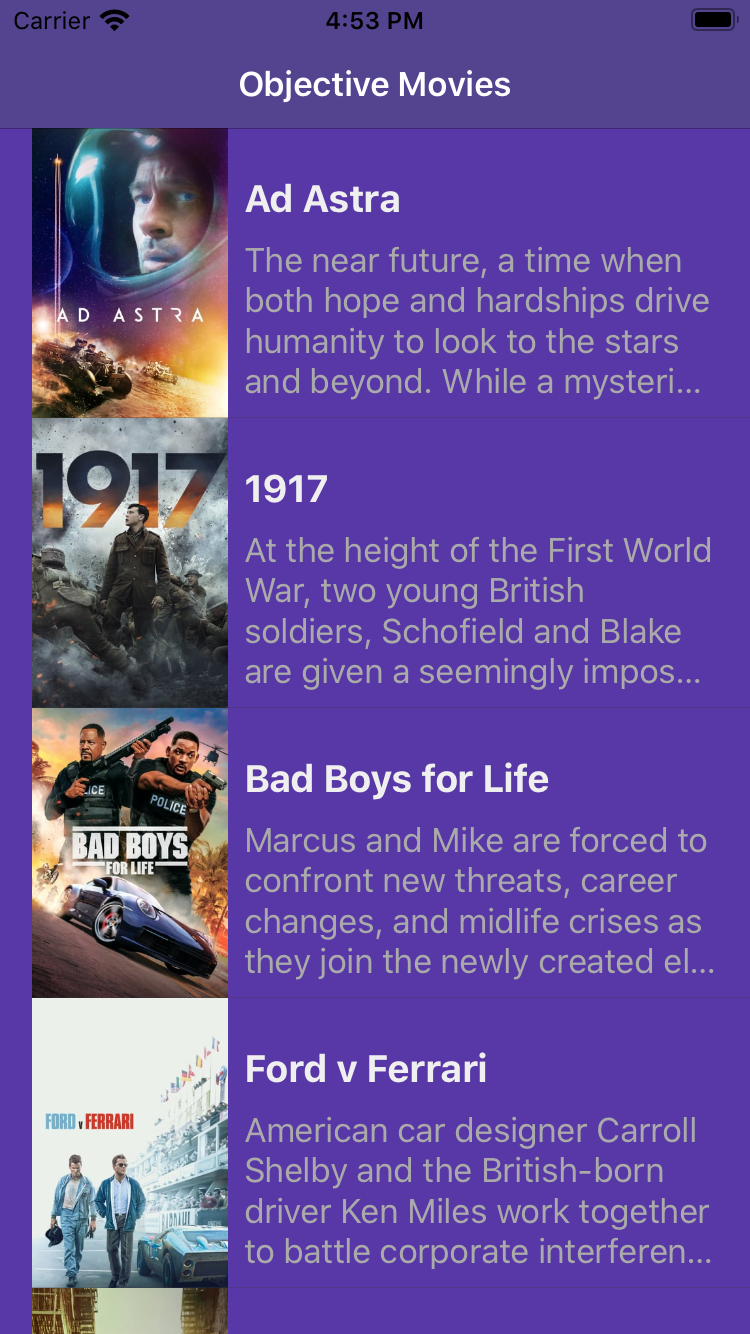 Carrier 4:53 PM
Objective Movies
AD ASTRA
Ad Astra
The near future, a time when
both hope and hardships drive
humanity to look to the stars
and beyond. While a mysteri...
1917
1917
At the height of the First World
War, two young British
soldiers, Schofield and Blake
are given a seemingly impos...
POLICE
BAD BOYS
FOR LIFE
Bad Boys for Life
Marcus and Mike are forced to
confront new threats, career
changes, and midlife crises as
they join the newly created el...
FORD v FERRARI
Ford v Ferrari
American car designer Carroll
Shelby and the British-born
driver Ken Miles work together
to battle corporate interferen...